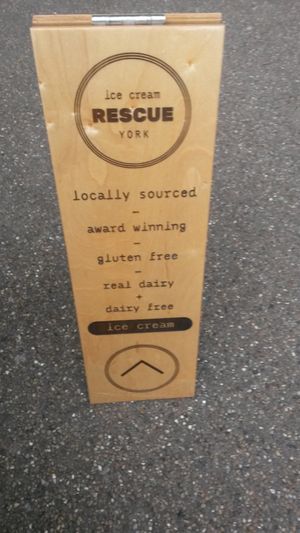 ice cream
RESCUE
YORK
locally sourced
–
award winning
–
gluten free
–
real dairy
+
dairy free
ice cream